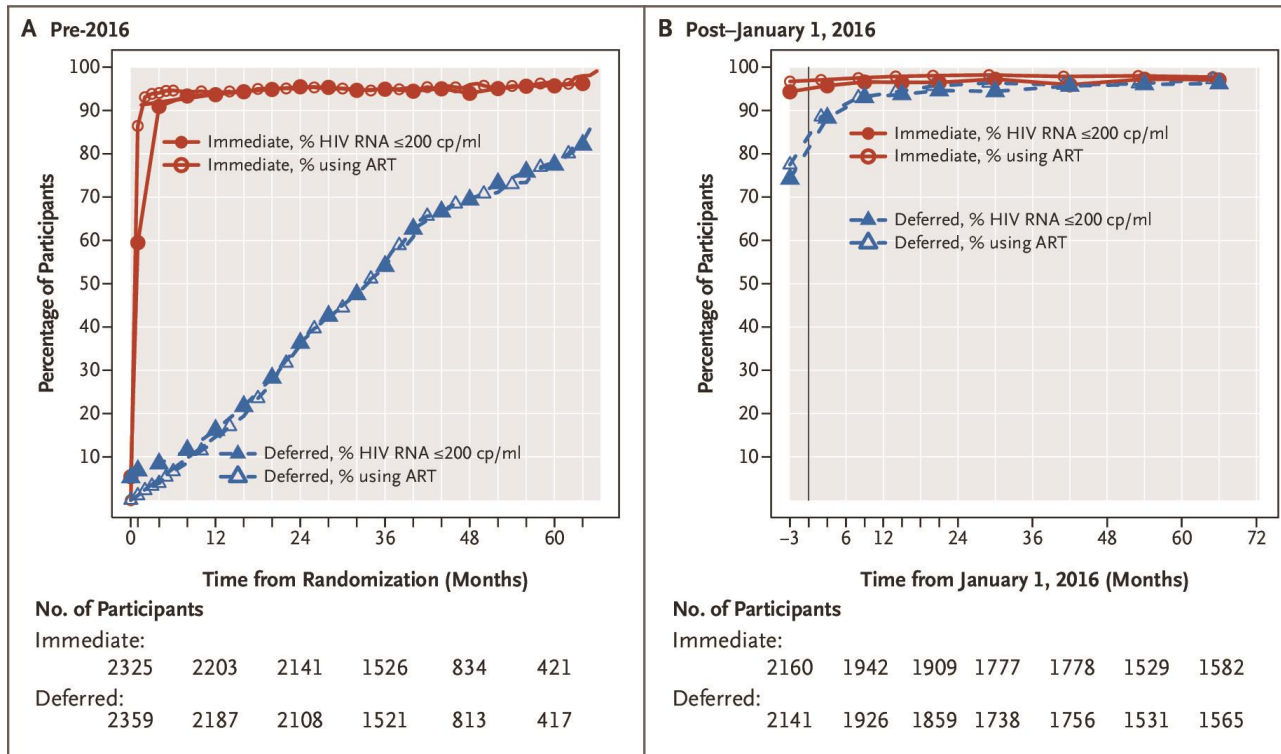 A Pre-2016
100
90
80
70
60
50
40
30
20
10
Percentage of Participants
Immediate, % HIV RNA ≤200 cp/ml
Immediate, % using ART
Deferred, % HIV RNA ≤200 cp/ml
Deferred, % using ART
0 12 24 36 48 60
Time from Randomization (Months)
No. of Participants
Immediate:
2325 2203 2141 1526 834 421
Deferred:
2359 2187 2108 1521 813 417
B Post–January 1, 2016
100
90
80
70
60
50
40
30
20
10
Percentage of Participants
Immediate, % HIV RNA ≤200 cp/ml
Immediate, % using ART
Deferred, % HIV RNA ≤200 cp/ml
Deferred, % using ART
–3 6 12 24 36 48 60 72
Time from January 1, 2016 (Months)
No. of Participants
Immediate:
2160 1942 1909 1777 1778 1529 1582
Deferred:
2141 1926 1859 1738 1756 1531 1565